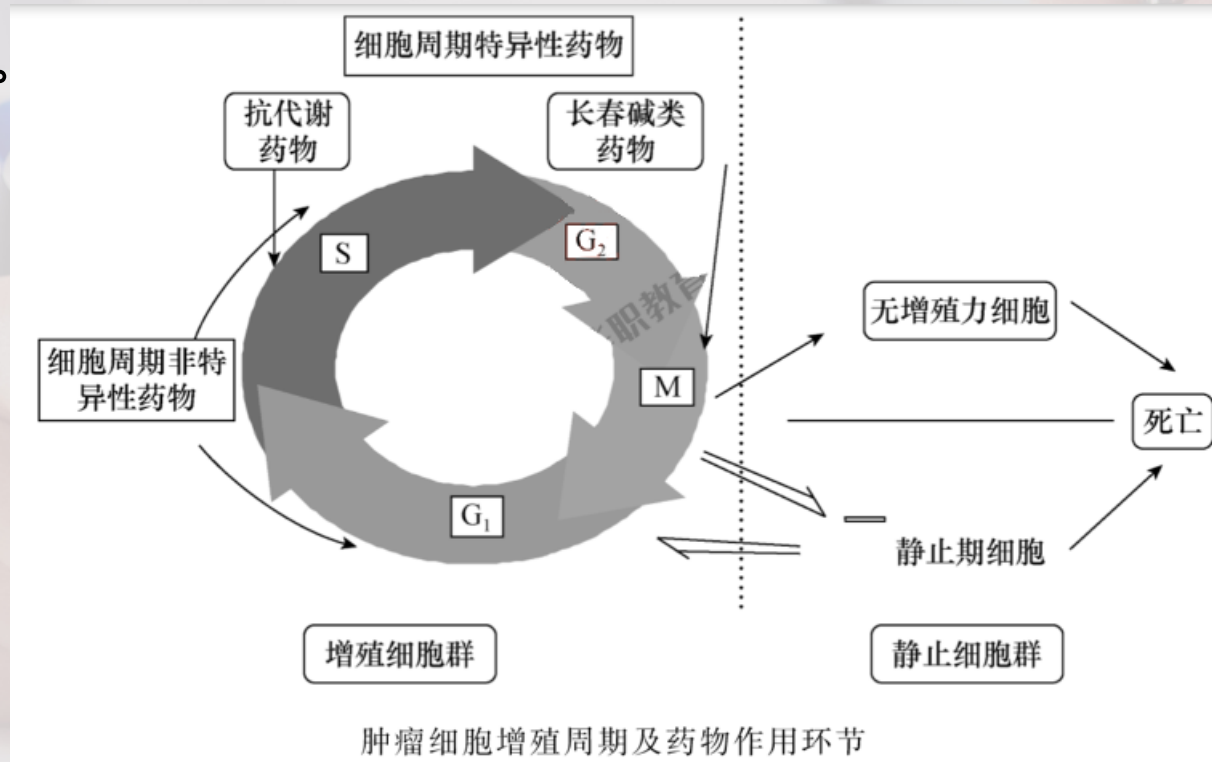 细胞周期特异性药物
抗代谢
药物
长春碱类
药物
S
G₂
职教育
无增殖力细胞
细胞周期非特
异性药物
M
死亡
G₁
静止期细胞
增殖细胞群
静止细胞群
肿瘤细胞增殖周期及药物作用环节